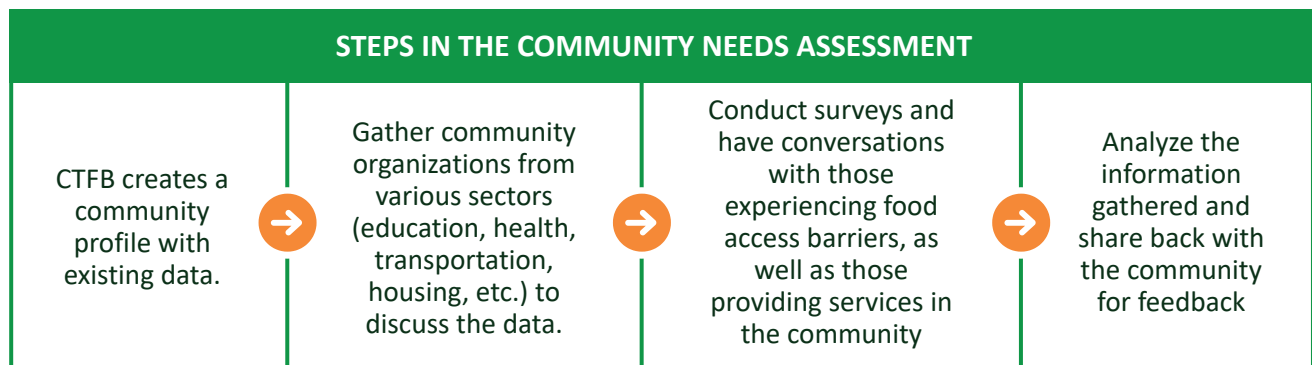 STEPS IN THE COMMUNITY NEEDS ASSESSMENT
CTFB creates a
community
profile with
existing data.
Gather community
organizations from
various sectors
(education, health,
transportation,
housing, etc.) to
discuss the data.
Conduct surveys and
have conversations
with those
experiencing food
access barriers, as
well as those
providing services in
the community
Analyze the
information
gathered and
share back with
the community
for feedback